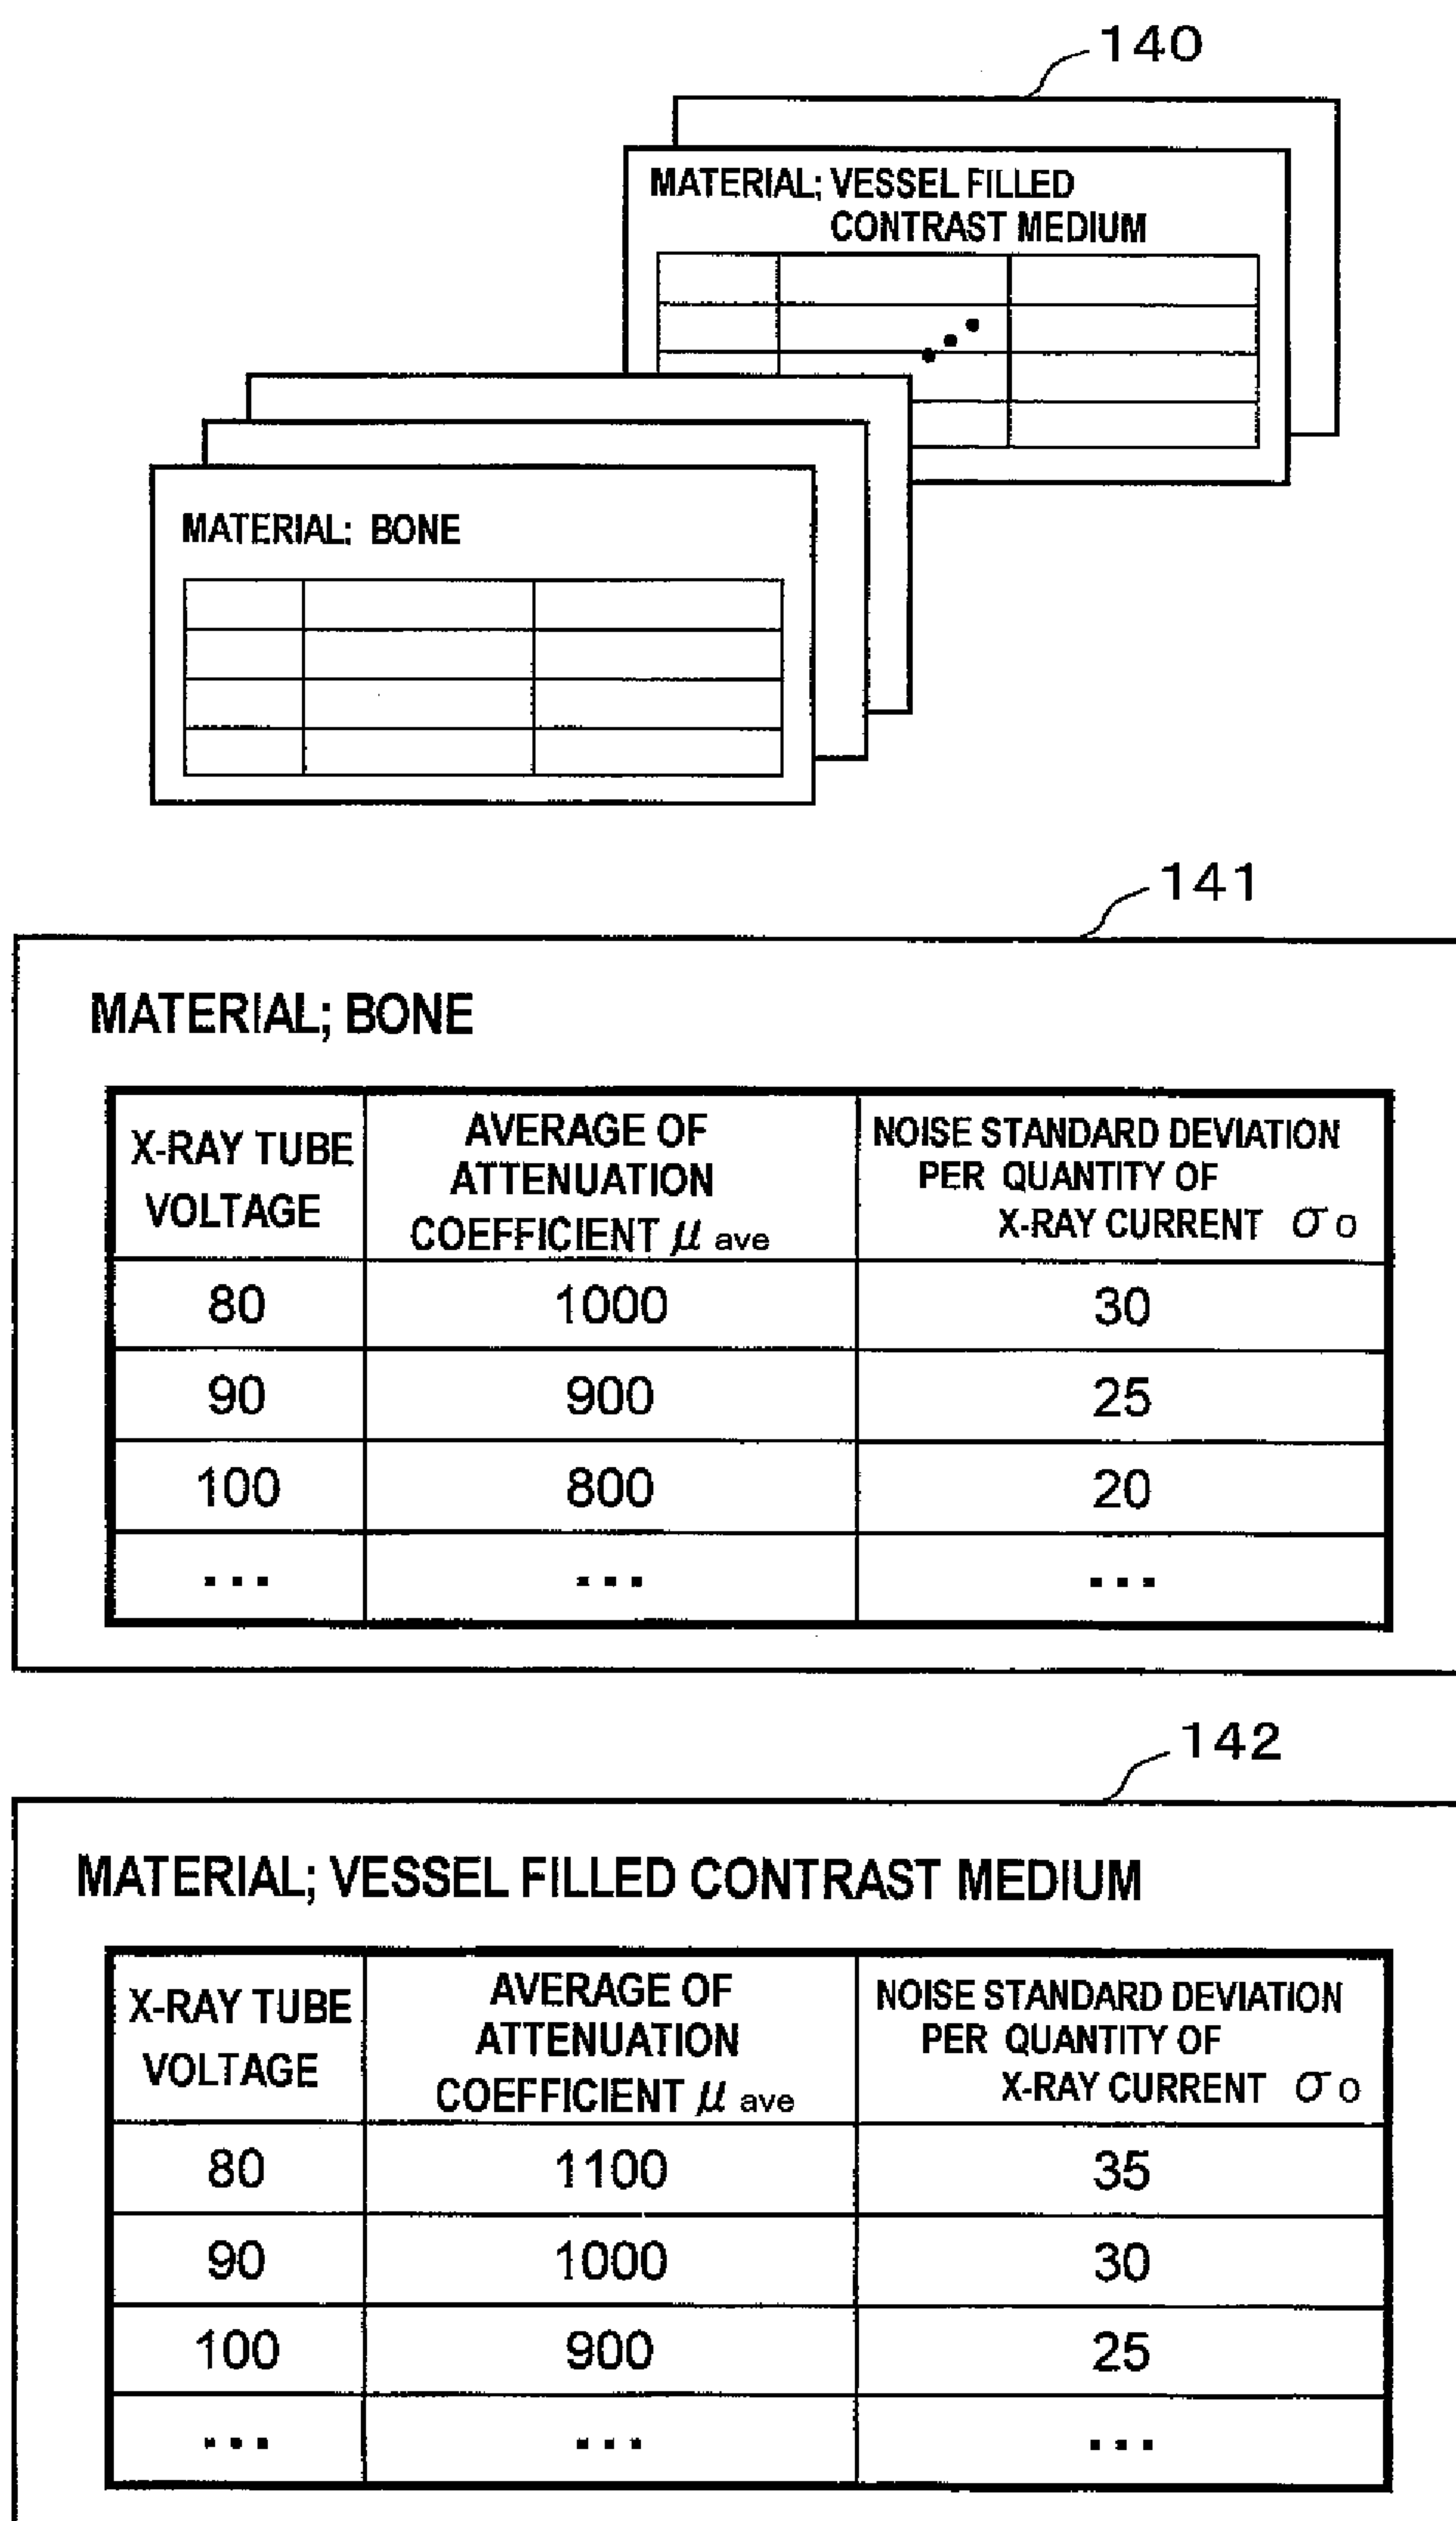 140
MATERIAL; VESSEL FILLED
CONTRAST MEDIUM
MATERIAL; BONE
141
MATERIAL; BONE
X-RAY TUBE
VOLTAGE
AVERAGE OF
ATTENUATION
COEFFICIENT μ ave
NOISE STANDARD DEVIATION
PER QUANTITY OF
X-RAY CURRENT σ o
80 1000 30
90 900 25
100 800 20
... ... ...
142
MATERIAL; VESSEL FILLED CONTRAST MEDIUM
X-RAY TUBE
VOLTAGE
AVERAGE OF
ATTENUATION
COEFFICIENT μ ave
NOISE STANDARD DEVIATION
PER QUANTITY OF
X-RAY CURRENT σ o
80 1100 35
90 1000 30
100 900 25
... ... ...